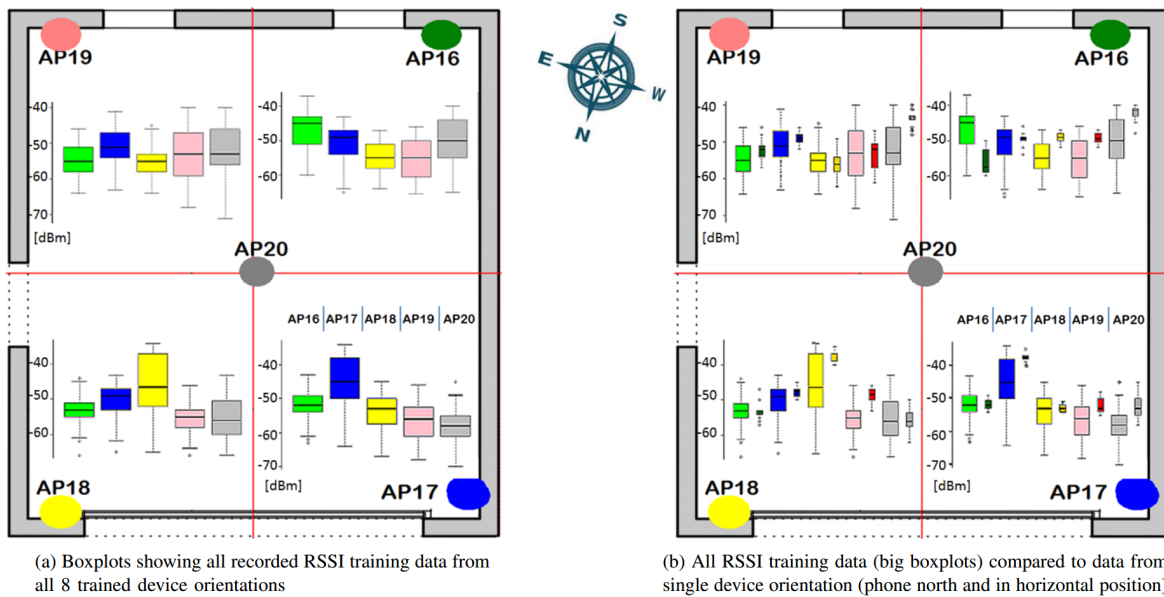 AP19
AP16
-40
-50
-60
-70
[dBm]
-40
-50
-60
AP20
AP16 AP17 AP18 AP19 AP20
-40
-50
-60
-40
-50
-60
-70
[dBm]
AP18
AP17
S
E
W
N
AP19
AP16
-40
-50
-60
-70
[dBm]
-40
-50
-60
AP20
AP16 AP17 AP18 AP19 AP20
-40
-50
-60
-40
-50
-60
-70
[dBm]
AP18
AP17
(a) Boxplots showing all recorded RSSI training data from
all 8 trained device orientations
(b) All RSSI training data (big boxplots) compared to data from
single device orientation (phone north and in horizontal position)